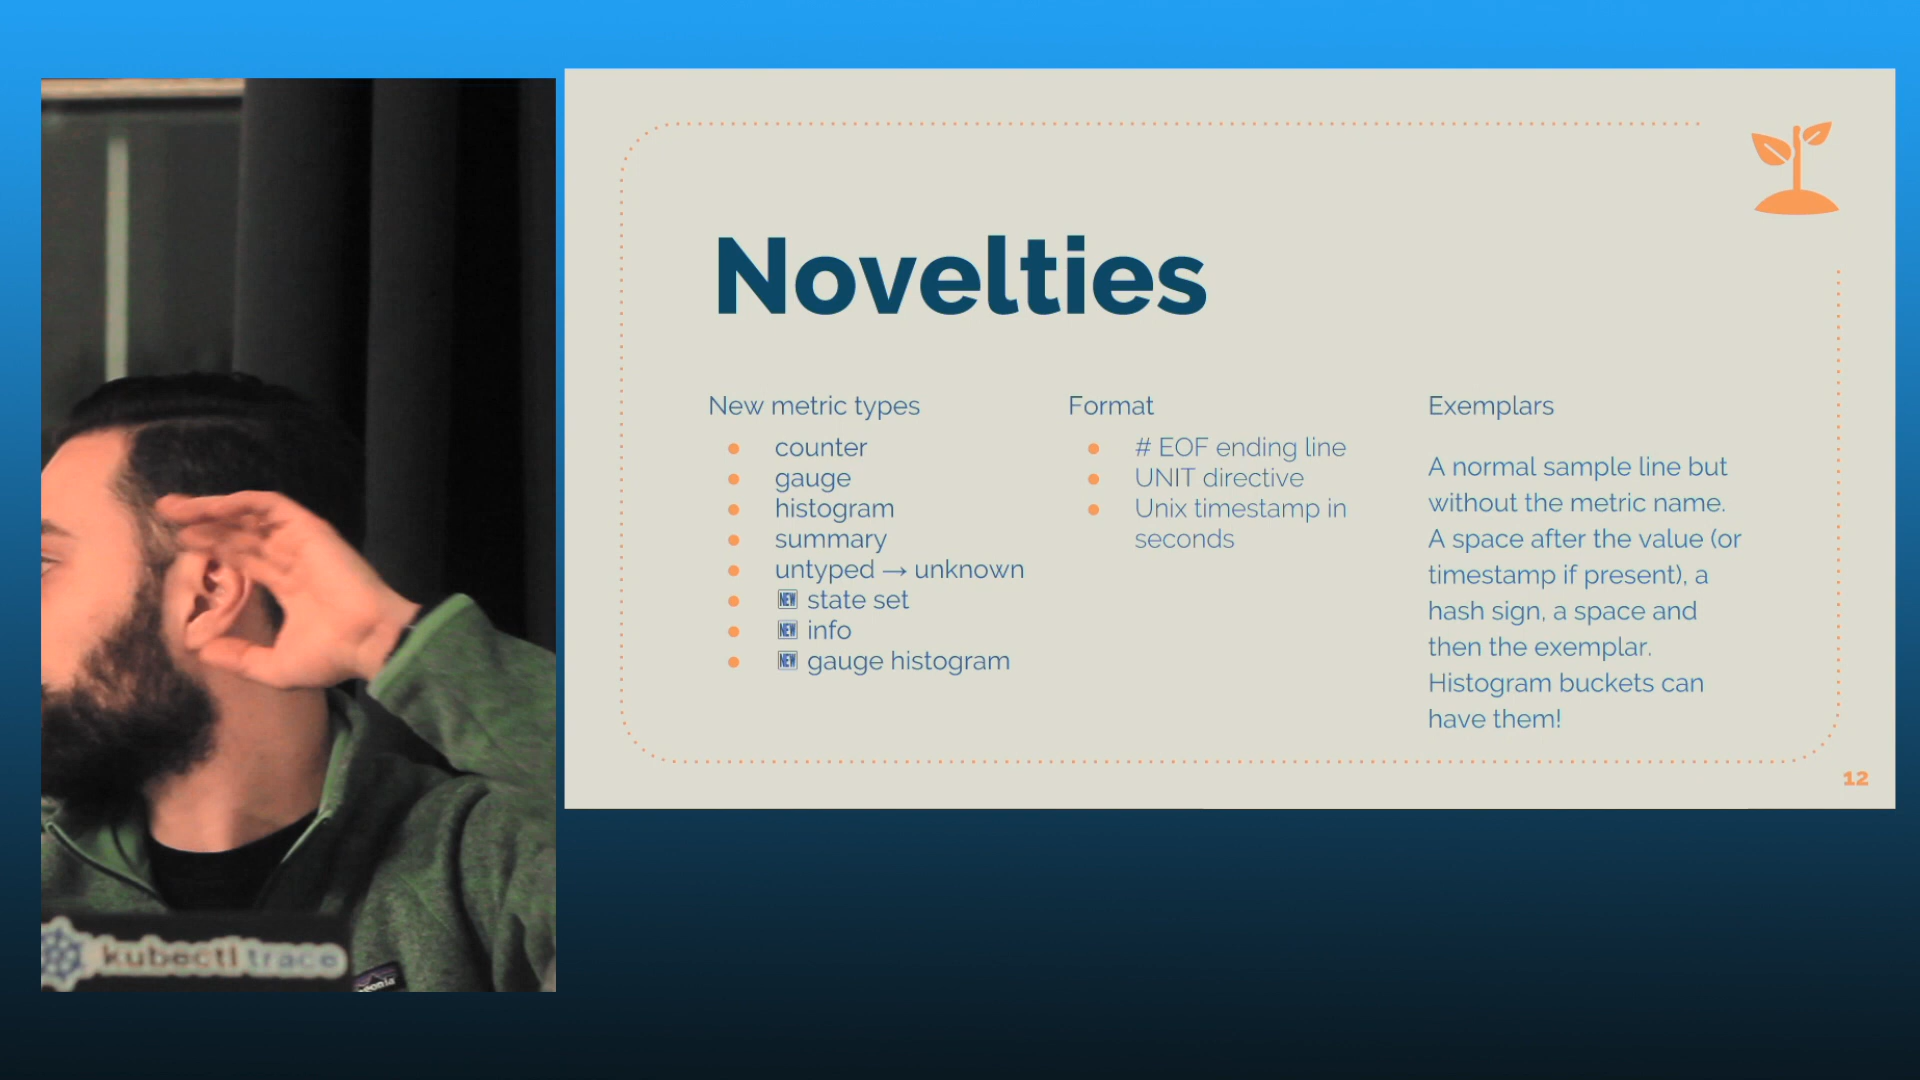 Novelties
New metric types
counter
gauge
histogram
summary
untyped → unknown
🆕 state set
🆕 info
🆕 gauge histogram
Format
# EOF ending line
UNIT directive
Unix timestamp in
seconds
Exemplars
A normal sample line but
without the metric name.
A space after the value (or
timestamp if present), a
hash sign, a space and
then the exemplar.
Histogram buckets can
have them!
12
kubectl trace